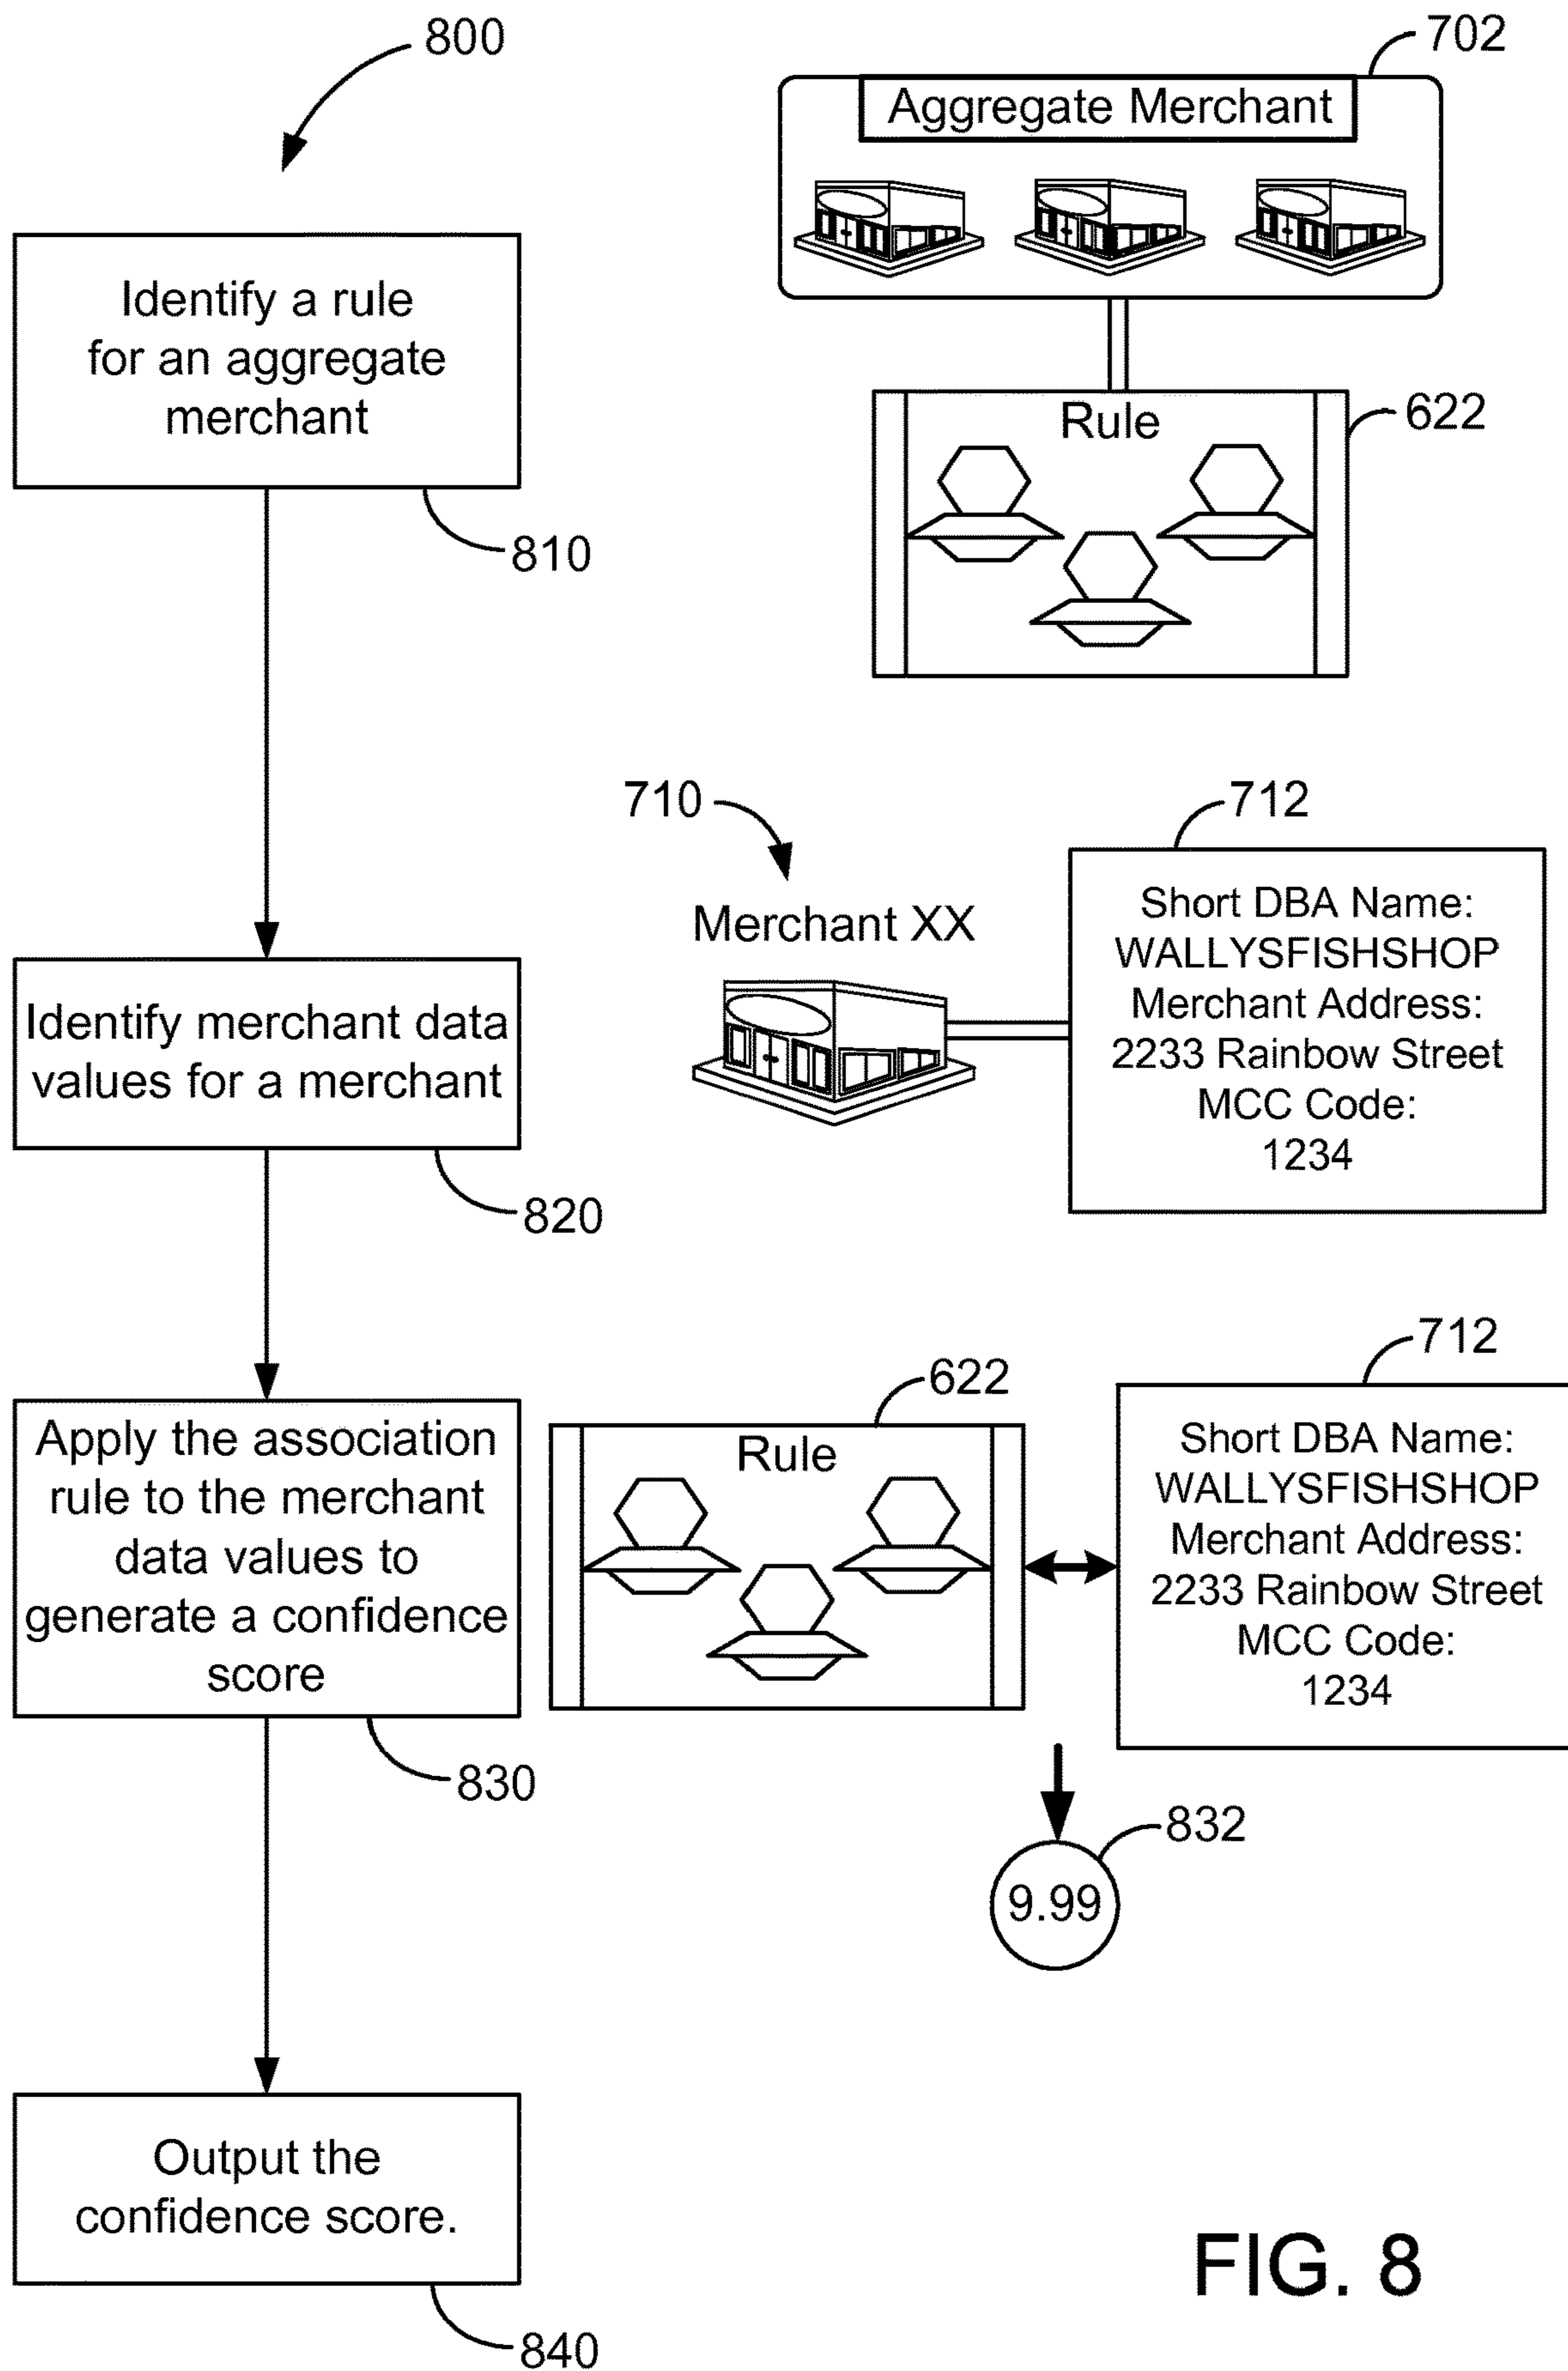 800
702
Aggregate Merchant
Identify a rule
for an aggregate
merchant
810
Rule
622
710
Merchant XX
712
Short DBA Name:
WALLYSFISHSHOP
Merchant Address:
2233 Rainbow Street
MCC Code:
1234
Identify merchant data
values for a merchant
820
Apply the association
rule to the merchant
data values to
generate a confidence
score
830
622
Rule
712
Short DBA Name:
WALLYSFISHSHOP
Merchant Address:
2233 Rainbow Street
MCC Code:
1234
832
9.99
Output the
confidence score.
840
FIG. 8